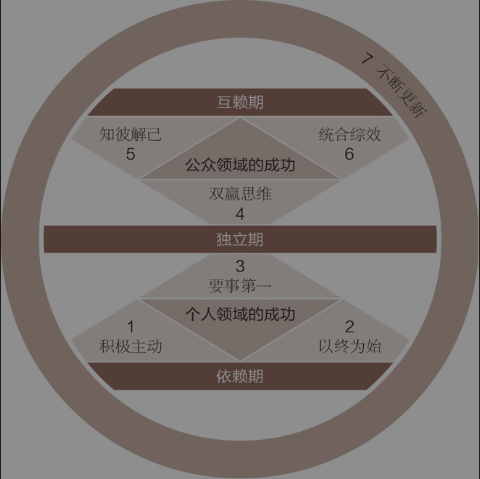 7 不断更新
互赖期
知彼解己
5
统合综效
6
公众领域的成功
双赢思维
4
独立期
3
要事第一
个人领域的成功
1
积极主动
2
以终为始
依赖期